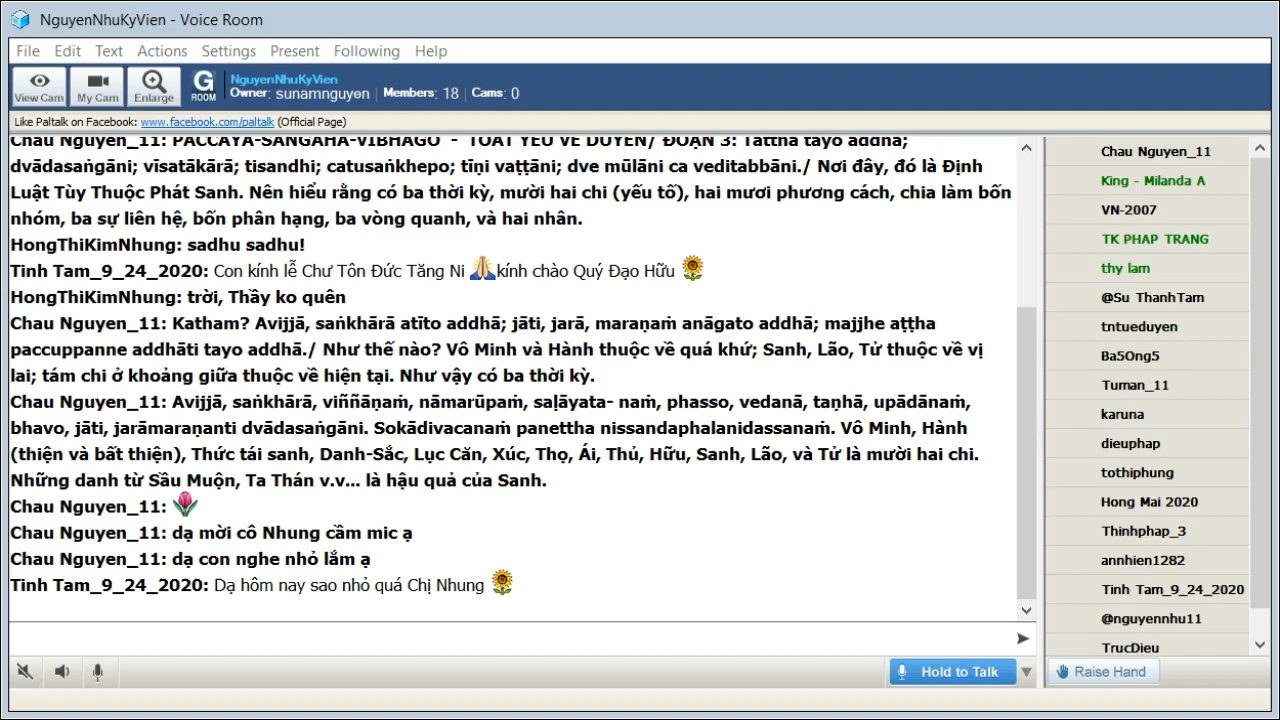 NguyenNhuKyVien - Voice Room
File Edit Text Actions Settings Present Following Help
View Cam My Cam Enlarge G ROOM
NguyenNhuKyVien
Owner: sunamnguyen | Members: 18 | Cams: 0
Like Paltalk on Facebook: www.facebook.com/paltalk (Official Page)
Chau Nguyen_11: PACCAYA-SANGAHA-VIBHAGO - TOÁT YẾU VỀ DUYÊN/ ĐOẠN 3: Tattha tayo addhā;
dvādasaṅgāni; vīsatākārā; tisandhi; catusaṅkhepo; tīṇi vaṭṭāni; dve mūlāni ca veditabbāni./ Nơi đây, đó là Định
Luật Tùy Thuộc Phát Sanh. Nên hiểu rằng có ba thời kỳ, mười hai chi (yếu tố), hai mươi phương cách, chia làm bốn
nhóm, ba sự liên hệ, bốn phân hạng, ba vòng quanh, và hai nhân.
HongThiKimNhung: sadhu sadhu!
Tinh Tam_9_24_2020: Con kính lễ Chư Tôn Đức Tăng Ni 🙏kính chào Quý Đạo Hữu 🌻
HongThiKimNhung: trời, Thầy ko quên
Chau Nguyen_11: Katham? Avijjā, saṅkhārā atīto addhā; jāti, jarā, maraṇaṁ anāgato addhā; majjhe aṭṭha
paccuppanne addhāti tayo addhā./ Như thế nào? Vô Minh và Hành thuộc về quá khứ; Sanh, Lão, Tử thuộc về vị
lai; tám chi ở khoảng giữa thuộc về hiện tại. Như vậy có ba thời kỳ.
Chau Nguyen_11: Avijjā, saṅkhārā, viññāṇaṁ, nāmarūpaṁ, saḷāyata- naṁ, phasso, vedanā, taṇhā, upādānaṁ,
bhavo, jāti, jarāmaraṇanti dvādasaṅgāni. Sokādivacanaṁ panettha nissandaphalanidassanaṁ. Vô Minh, Hành
(thiện và bất thiện), Thức tái sanh, Danh-Sắc, Lục Căn, Xúc, Thọ, Ái, Thủ, Hữu, Sanh, Lão, và Tử là mười hai chi.
Những danh từ Sầu Muộn, Ta Thán v.v... là hậu quả của Sanh.
Chau Nguyen_11: 🌷
Chau Nguyen_11: dạ mời cô Nhung cầm mic ạ
Chau Nguyen_11: dạ con nghe nhỏ lắm ạ
Tinh Tam_9_24_2020: Dạ hôm nay sao nhỏ quá Chị Nhung 🌻
Hold to Talk
Chau Nguyen_11
King - Milanda A
VN-2007
TK PHAP TRANG
thy lam
@Su ThanhTam
tntueduyen
Ba5Ong5
Tuman_11
karuna
dieuphap
tothiphung
Hong Mai 2020
Thinhphap_3
annhien1282
Tinh Tam_9_24_2020
@nguyennhu11
TrucDieu
Raise Hand